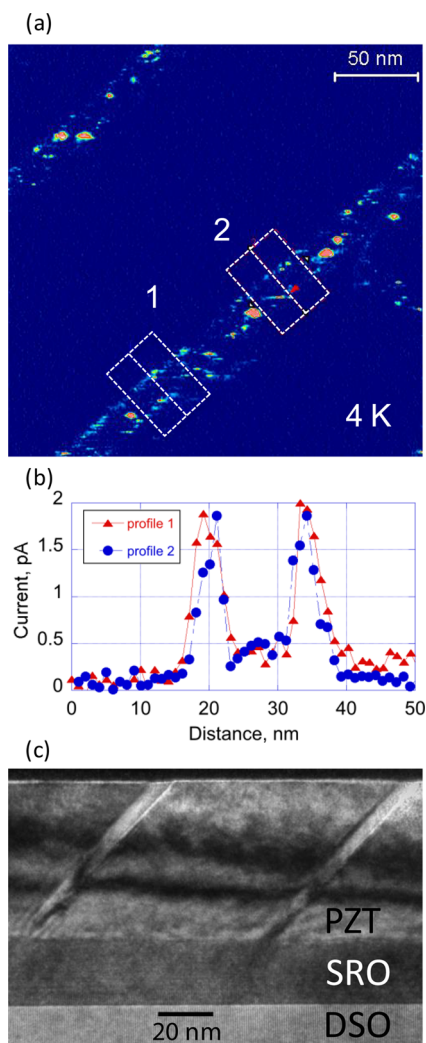 (a)
50 nm
2
1
4 K
(b)
2
1.5
1
0.5
0
Current, pA
profile 1
profile 2
0 10 20 30 40 50
Distance, nm
(c)
PZT
SRO
20 nm
DSO